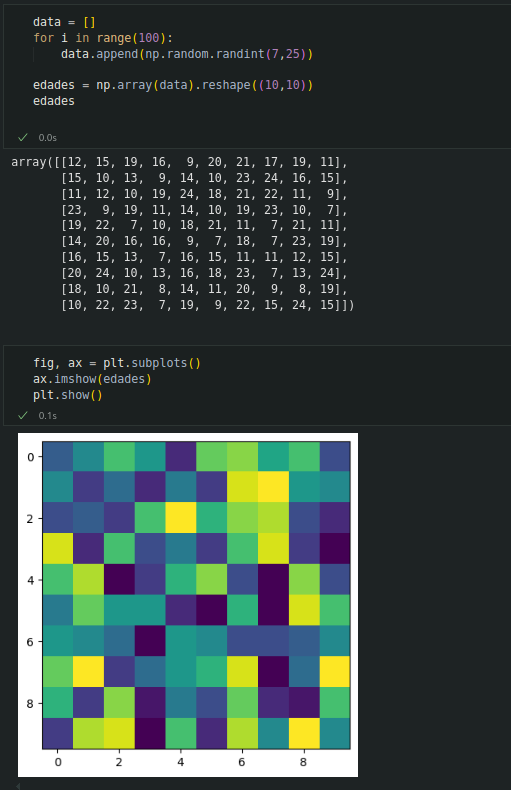 data = []
for i in range(100):
    data.append(np.random.randint(7,25))
edades = np.array(data).reshape((10,10))
edades
0.0s
array([[12, 15, 19, 16,  9, 20, 21, 17, 19, 11],
       [15, 10, 13,  9, 14, 10, 23, 24, 16, 15],
       [11, 12, 10, 19, 24, 18, 21, 22, 11,  9],
       [23,  9, 19, 11, 14, 10, 19, 23, 10,  7],
       [19, 22,  7, 10, 18, 21, 11,  7, 21, 11],
       [14, 20, 16, 16,  9,  7, 18,  7, 23, 19],
       [16, 15, 13,  7, 16, 15, 11, 11, 12, 15],
       [20, 24, 10, 13, 16, 18, 23,  7, 13, 24],
       [18, 10, 21,  8, 14, 11, 20,  9,  8, 19],
       [10, 22, 23,  7, 19,  9, 22, 15, 24, 15]])
fig, ax = plt.subplots()
ax.imshow(edades)
plt.show()
0.1s
0
2
4
6
8
0 2 4 6 8